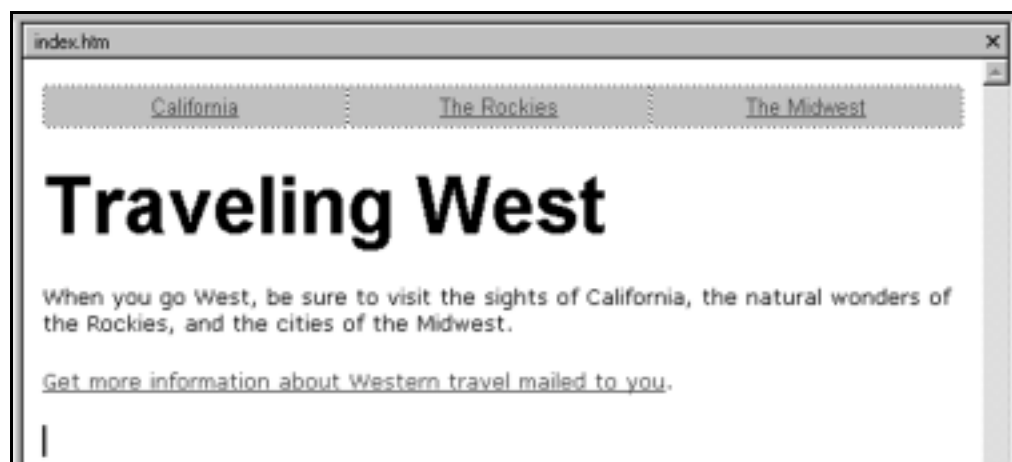 index.htm
California The Rockies The Midwest
Traveling West
When you go West, be sure to visit the sights of California, the natural wonders of
the Rockies, and the cities of the Midwest.
Get more information about Western travel mailed to you.